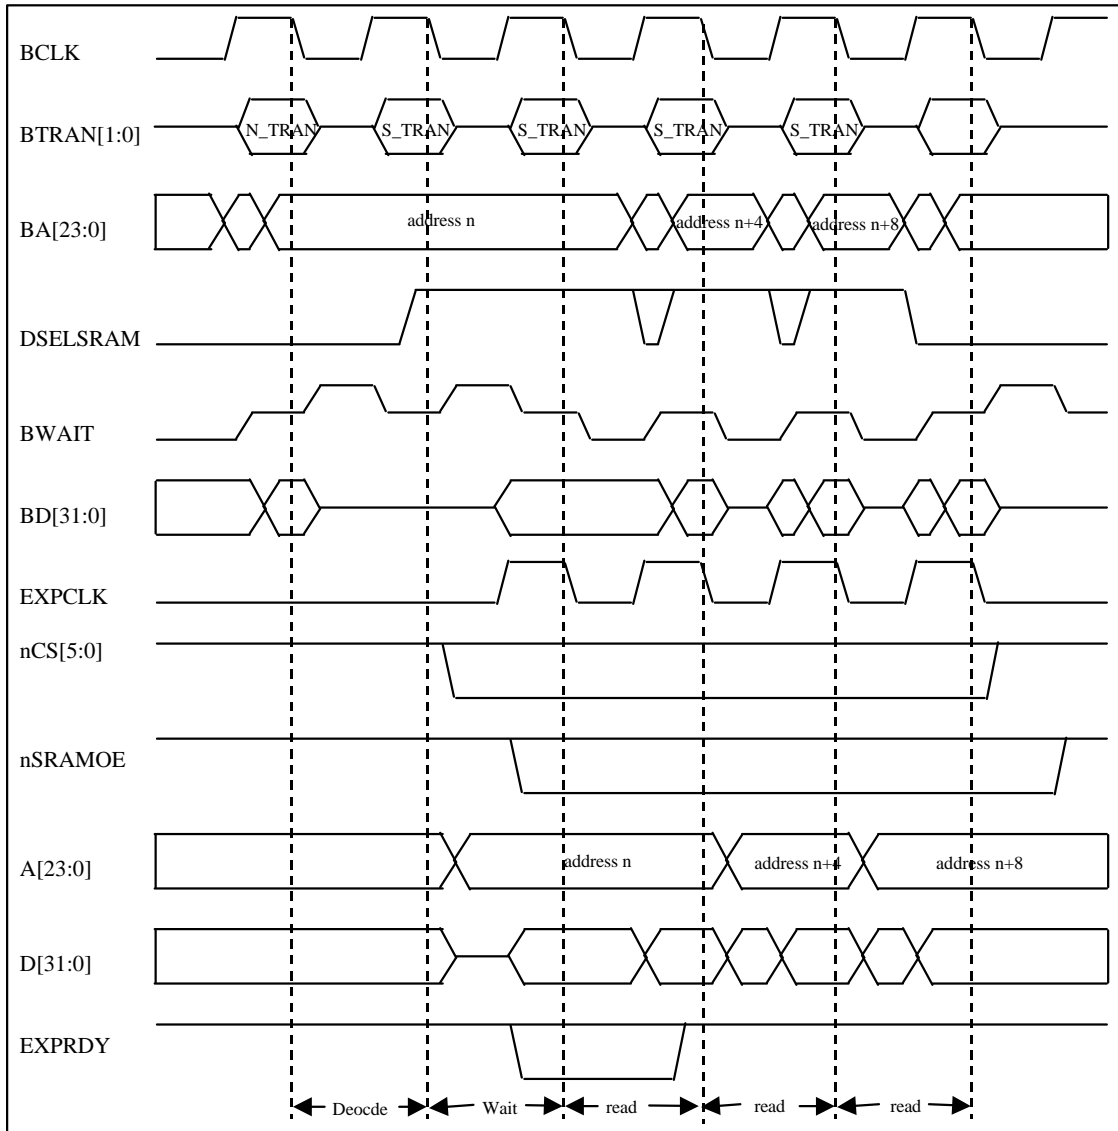 BCLK
BTRAN[1:0]
N_TRAN
S_TRAN
S_TRAN
S_TRAN
S_TRAN
BA[23:0]
address n
address n+4
address n+8
DSELSRAM
BWAIT
BD[31:0]
EXPCLK
nCS[5:0]
nSRAMOE
A[23:0]
address n
address n+4
address n+8
D[31:0]
EXPRDY
Deocde
Wait
read
read
read